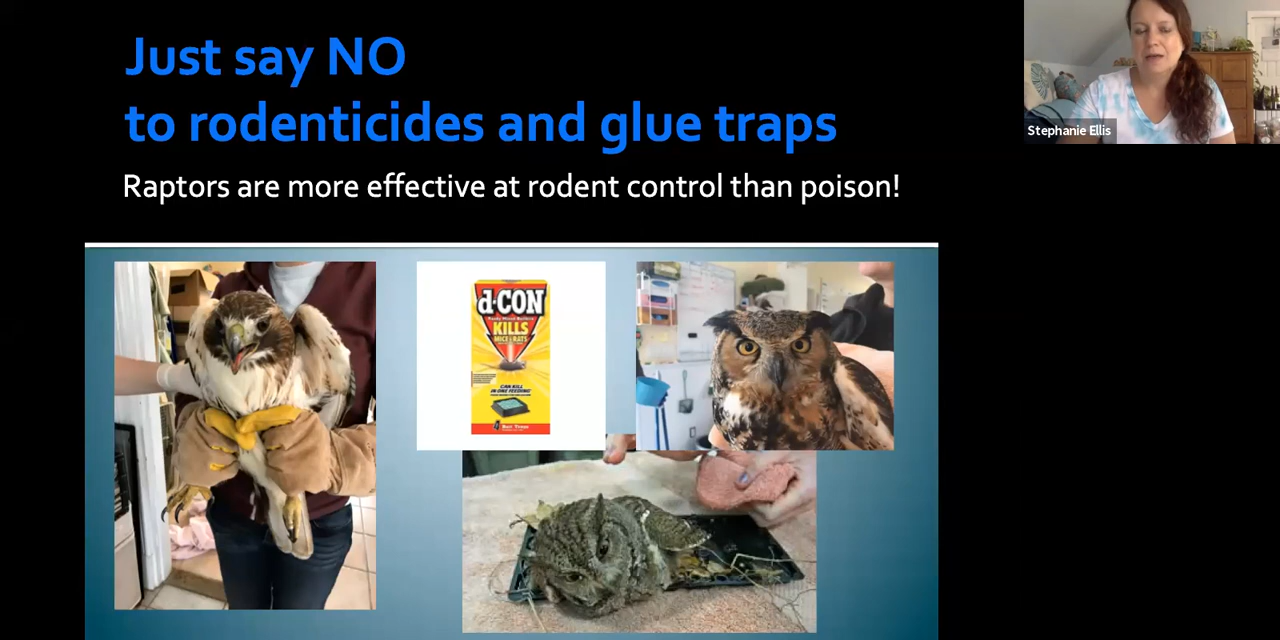 Just say NO
to rodenticides and glue traps
Raptors are more effective at rodent control than poison!
Stephanie Ellis
d-CON
KILLS
MICE & RATS
CAN KILL
IN ONE FEEDING